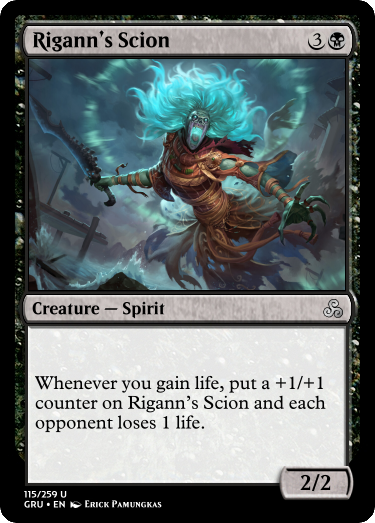 Rigann's Scion 3
Creature — Spirit
Whenever you gain life, put a +1/+1
counter on Rigann's Scion and each
opponent loses 1 life.
2/2
115/259 U
GRU • EN Erick Pamungkas